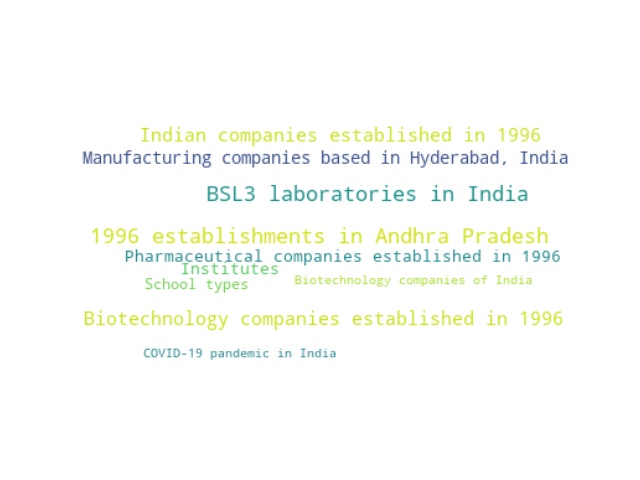 Indian companies established in 1996
Manufacturing companies based in Hyderabad, India
BSL3 laboratories in India
1996 establishments in Andhra Pradesh
Pharmaceutical companies established in 1996
Institutes
School types
Biotechnology companies of India
Biotechnology companies established in 1996
COVID-19 pandemic in India